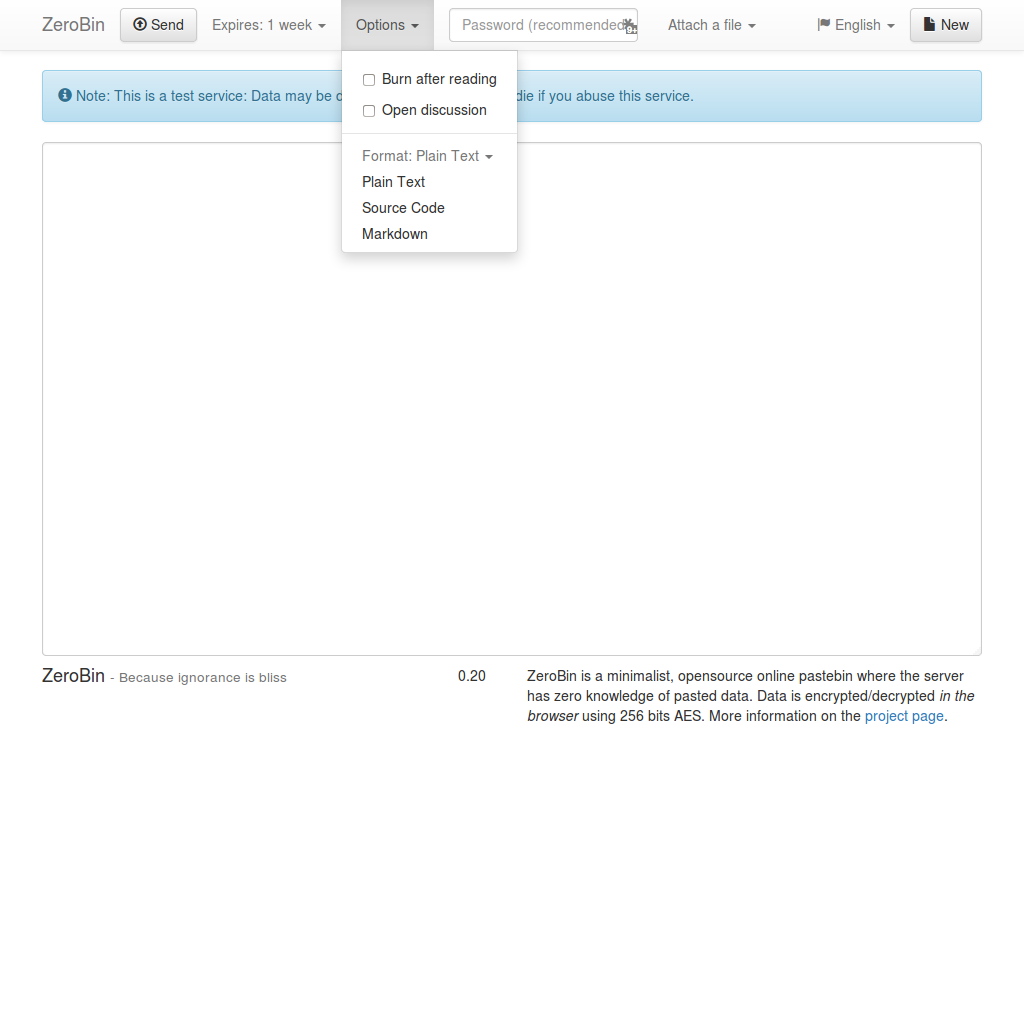 ZeroBin Send Expires: 1 week Options Password (recommended Attach a file English New
Note: This is a test service: Data may be die if you abuse this service.
Burn after reading
Open discussion
Format: Plain Text
Plain Text
Source Code
Markdown
ZeroBin - Because ignorance is bliss
0.20
ZeroBin is a minimalist, opensource online pastebin where the server
has zero knowledge of pasted data. Data is encrypted/decrypted in the
browser using 256 bits AES. More information on the project page.